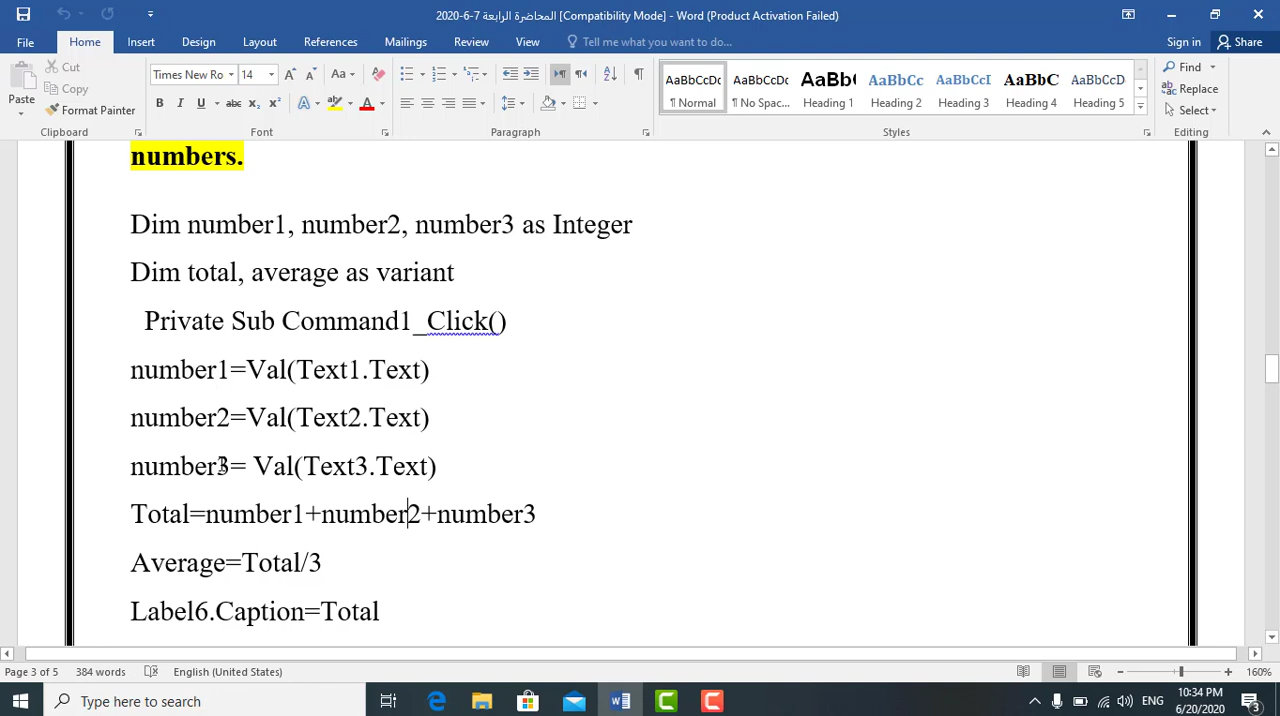 2020-6-7 المحاضرة الرابعة [Compatibility Mode] - Word (Product Activation Failed)
File Home Insert Design Layout References Mailings Review View Tell me what you want to do... Sign in Share
Paste
Cut
Copy
Format Painter
Clipboard
Times New Ro 14 Aa
B I U abc x₂ x² A ab A
Font
Paragraph
AaBbCcDc AaBbCcDc AaBb( AaBbCc AaBbCcI AaBbC AaBbCcD
¶ Normal ¶ No Spac... Heading 1 Heading 2 Heading 3 Heading 4 Heading 5
Styles
Find
Replace
Select
Editing
numbers.
Dim number1, number2, number3 as Integer
Dim total, average as variant
Private Sub Command1_Click()
number1=Val(Text1.Text)
number2=Val(Text2.Text)
number3= Val(Text3.Text)
Total=number1+number2+number3
Average=Total/3
Label6.Caption=Total
Page 3 of 5 384 words English (United States) 160%
Type here to search
ENG
10:34 PM
6/20/2020
3